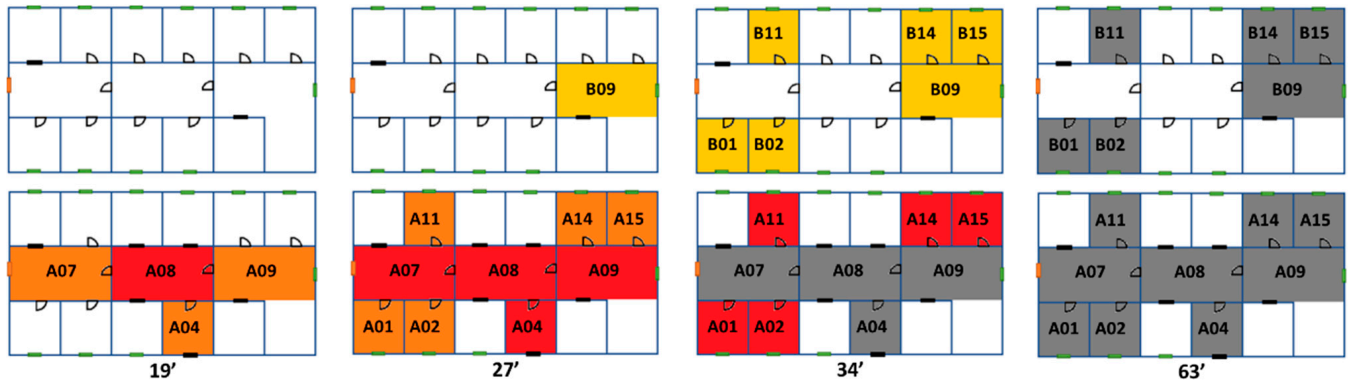 B11 B14 B15 B11 B14 B15
B09 B09 B09
B01 B02 B01 B02
A11 A14 A15 A11 A14 A15 A11 A14 A15
A07 A08 A09 A07 A08 A09 A07 A08 A09 A07 A08 A09
A04 A01 A02 A04 A01 A02 A04 A01 A02 A04
19’ 27’ 34’ 63’